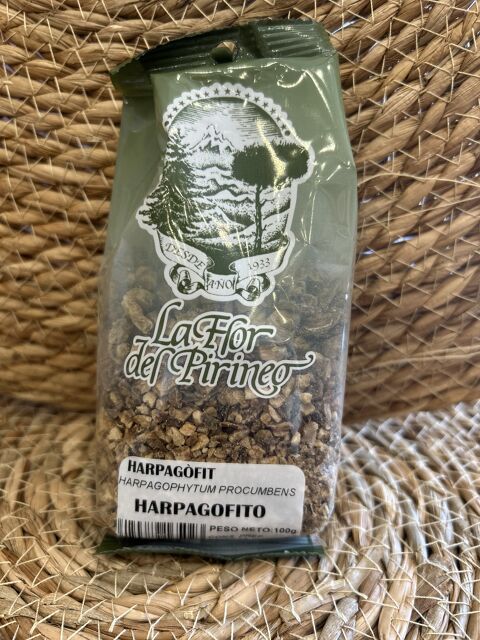 DESDE
AÑO
1933
La Flor
del Pirineo
HARPAGÒFIT
HARPAGOPHYTUM PROCUMBENS
HARPAGOFITO
PESO NETO:100g